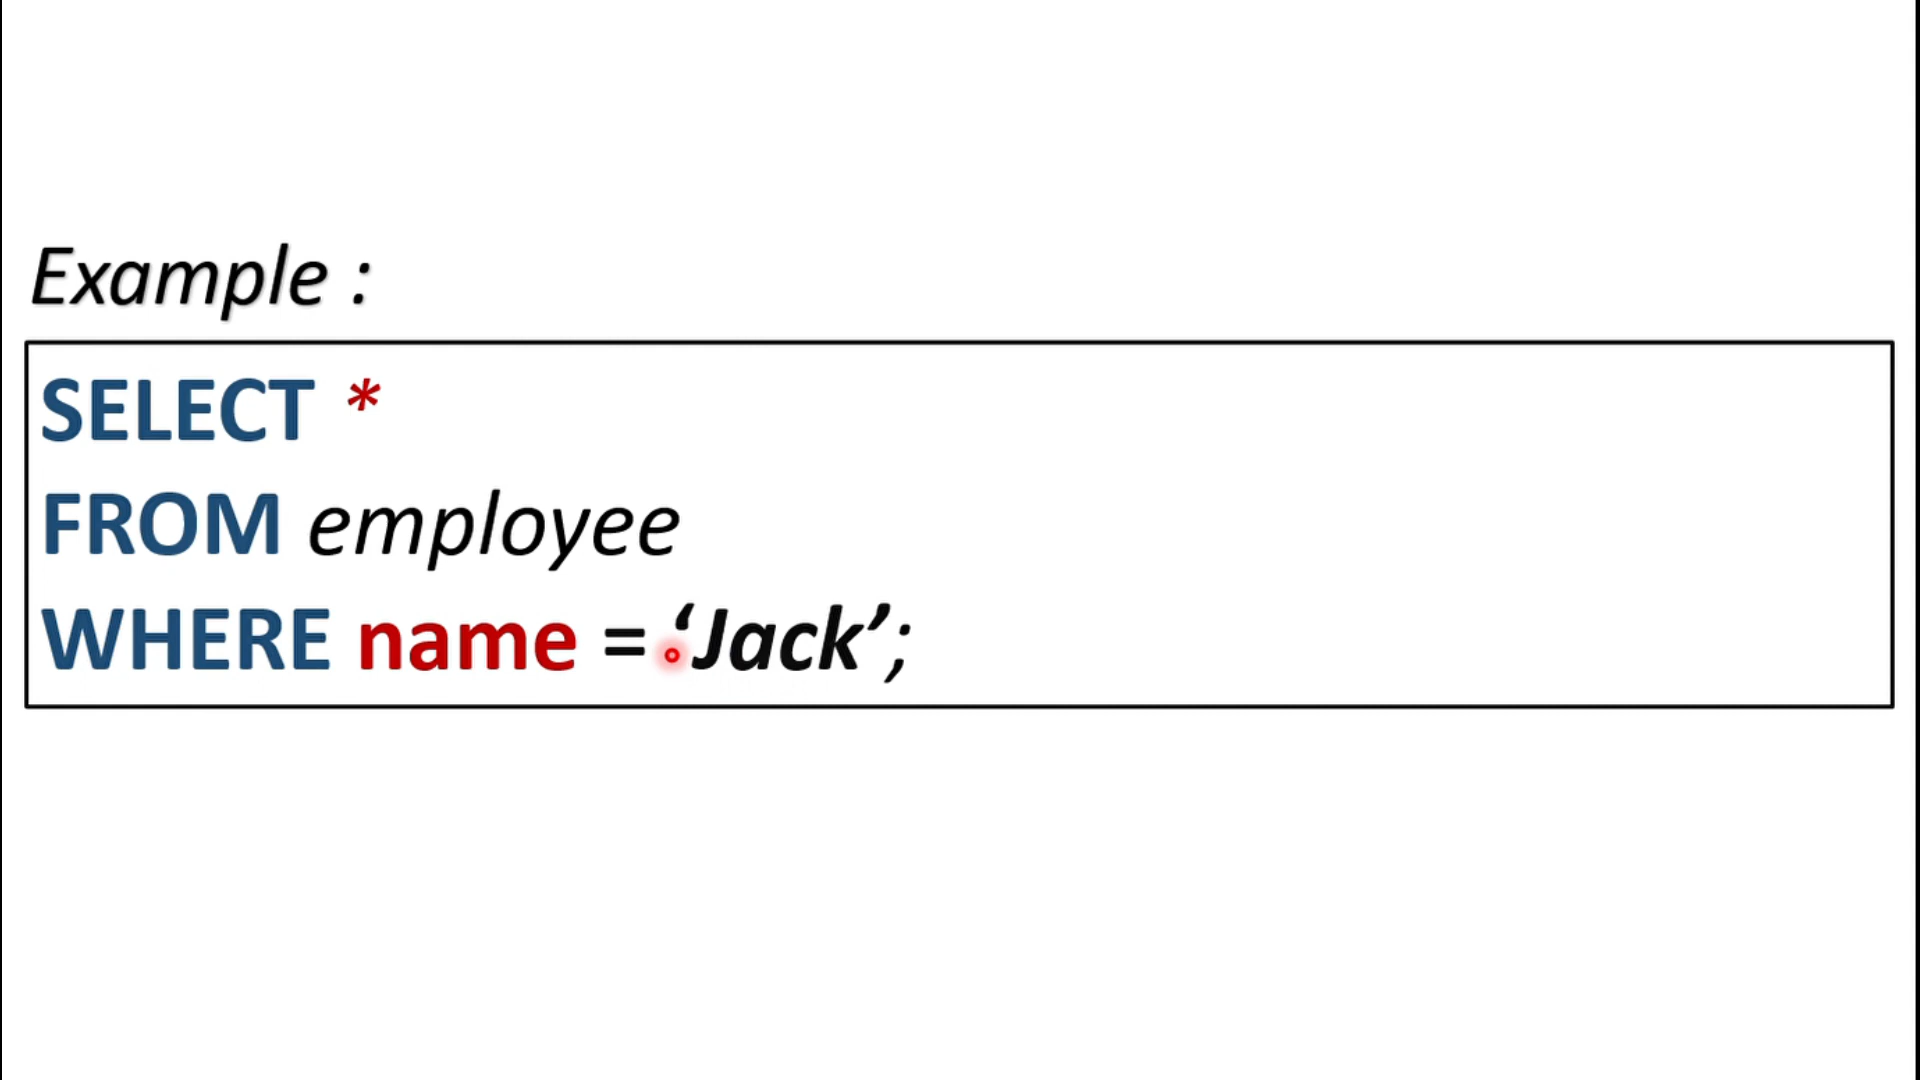 Example :
SELECT *
FROM employee
WHERE name = ‘Jack’;